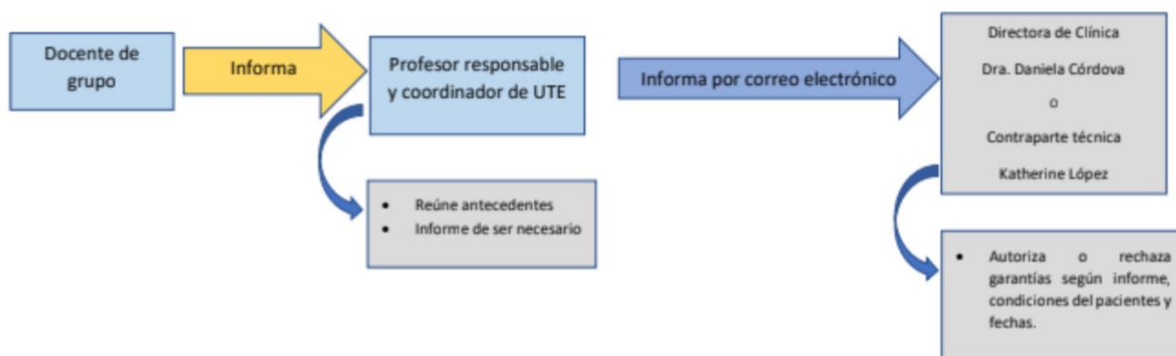 Docente de
grupo
Informa
Profesor responsable
y coordinador de UTE
• Reúne antecedentes
• Informe de ser necesario
Informa por correo electrónico
Directora de Clínica
Dra. Daniela Córdova
O
Contraparte técnica
Katherine López
• Autoriza o rechaza
garantías según informe,
condiciones del pacientes y
fechas.